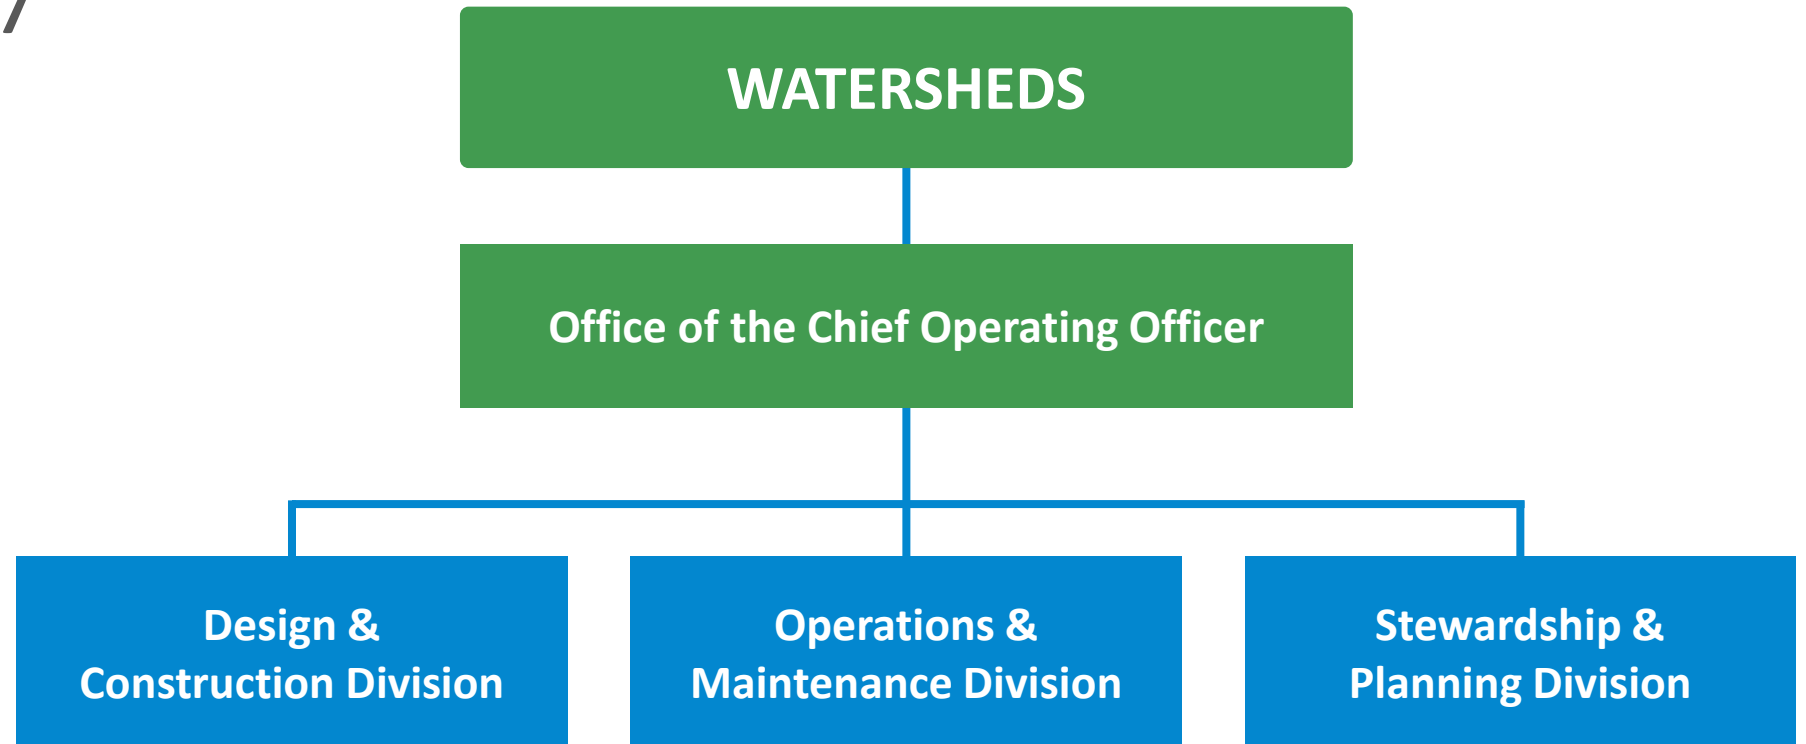 WATERSHEDS
Office of the Chief Operating Officer
Design &
Construction Division
Operations &
Maintenance Division
Stewardship &
Planning Division